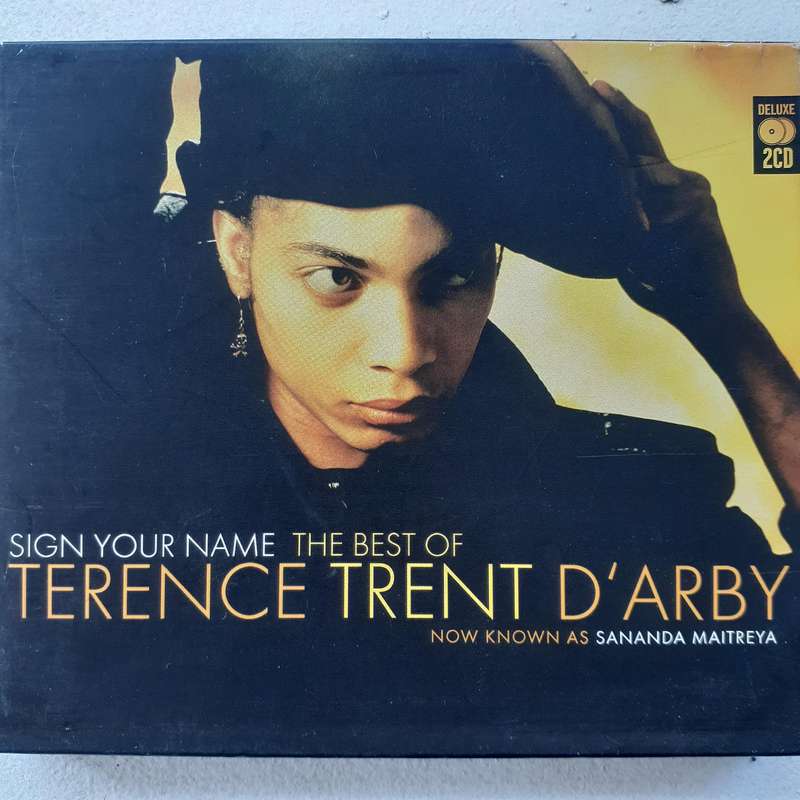 DELUXE
2CD
SIGN YOUR NAME THE BEST OF
TERENCE TRENT D'ARBY
NOW KNOWN AS SANANDA MAITREYA